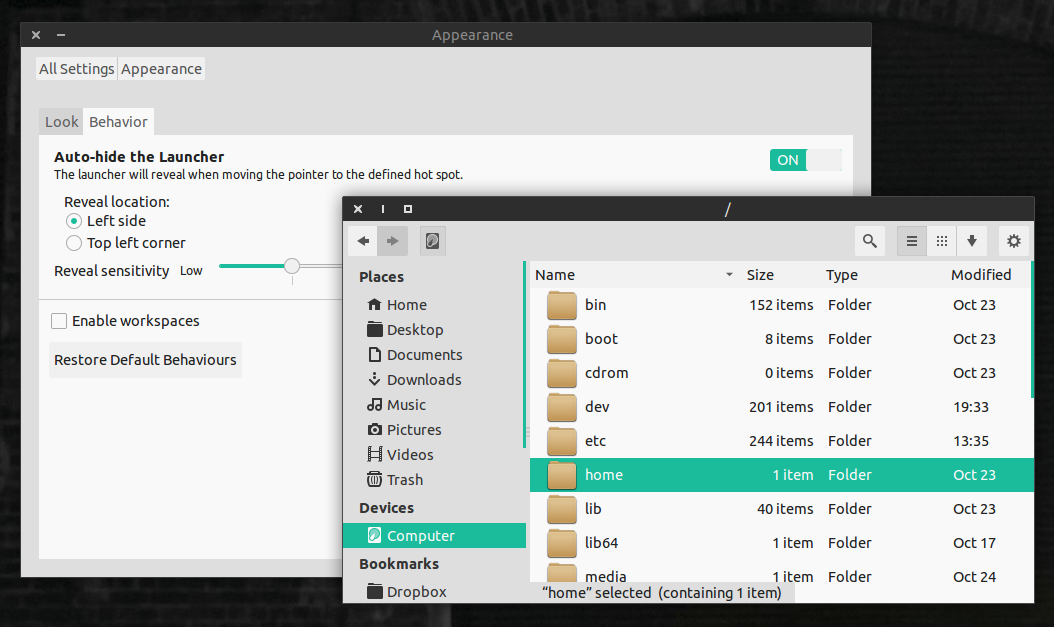 Appearance
All Settings Appearance
Look Behavior
Auto-hide the Launcher
ON
The launcher will reveal when moving the pointer to the defined hot spot.
Reveal location:
Left side
Top left corner
Reveal sensitivity Low
Enable workspaces
Restore Default Behaviours
/
Places
Home
Desktop
Documents
Downloads
Music
Pictures
Videos
Trash
Devices
Computer
Bookmarks
Dropbox
Name Size Type Modified
bin 152 items Folder Oct 23
boot 8 items Folder Oct 23
cdrom 0 items Folder Oct 23
dev 201 items Folder 19:33
etc 244 items Folder 13:35
home 1 item Folder Oct 23
lib 40 items Folder Oct 23
lib64 1 item Folder Oct 17
media 1 item Folder Oct 24
“home” selected (containing 1 item)